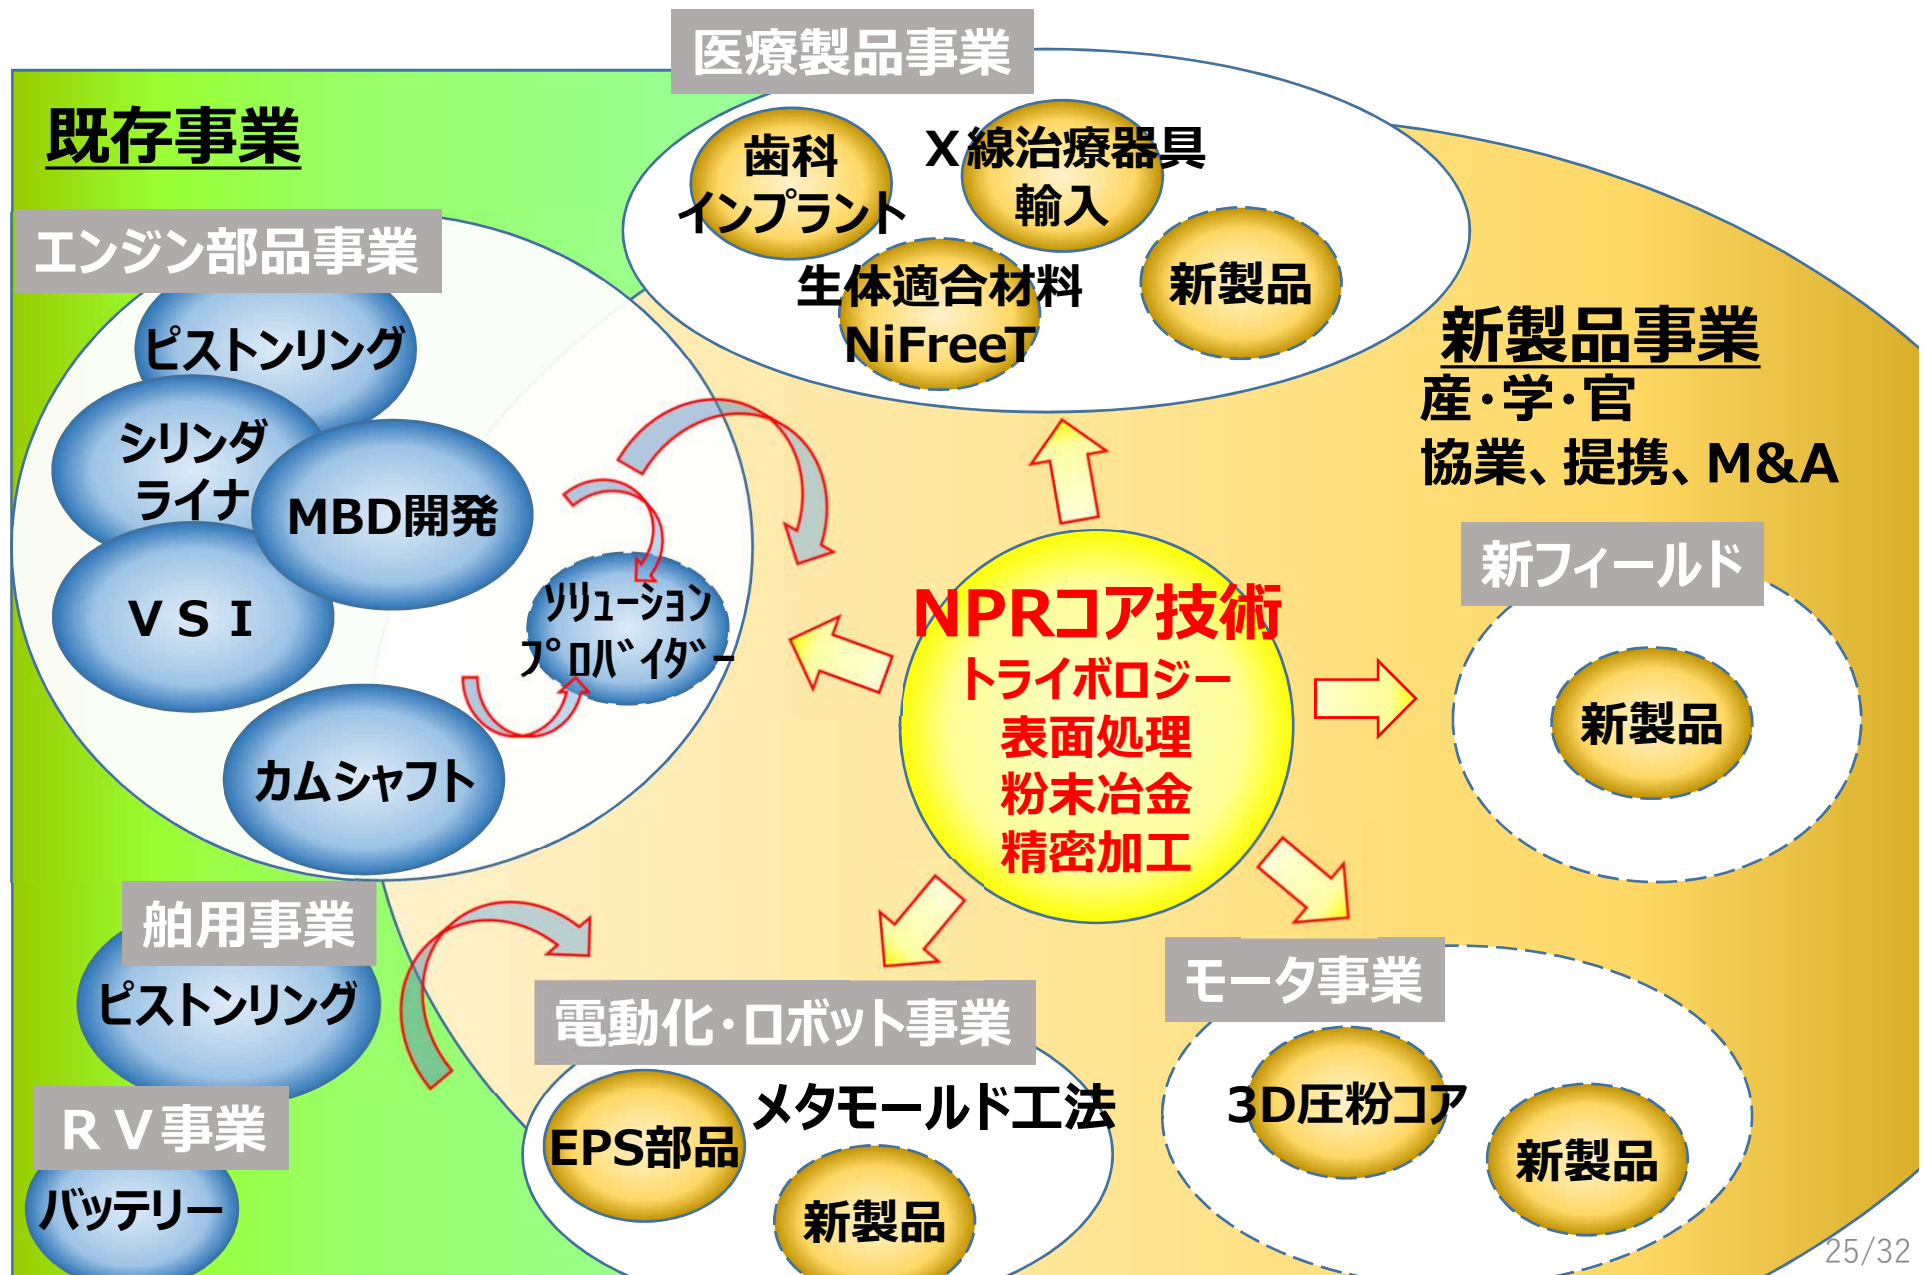 医療製品事業
既存事業
歯科
インプラント
X線治療器具
輸入
生体適合材料
NiFreeT
新製品
エンジン部品事業
ピストンリング
シリンダ
ライナ
MBD開発
ＶＳＩ
カムシャフト
ｿﾘｭｰｼｮﾝ
ﾌﾟﾛﾊﾞｲﾀﾞｰ
新製品事業
産・学・官
協業、提携、M&A
NPRコア技術
トライボロジー
表面処理
粉末冶金
精密加工
新フィールド
新製品
舶用事業
ピストンリング
ＲＶ事業
バッテリー
電動化・ロボット事業
EPS部品
メタモールド工法
新製品
モータ事業
3D圧粉コア
新製品
25/32